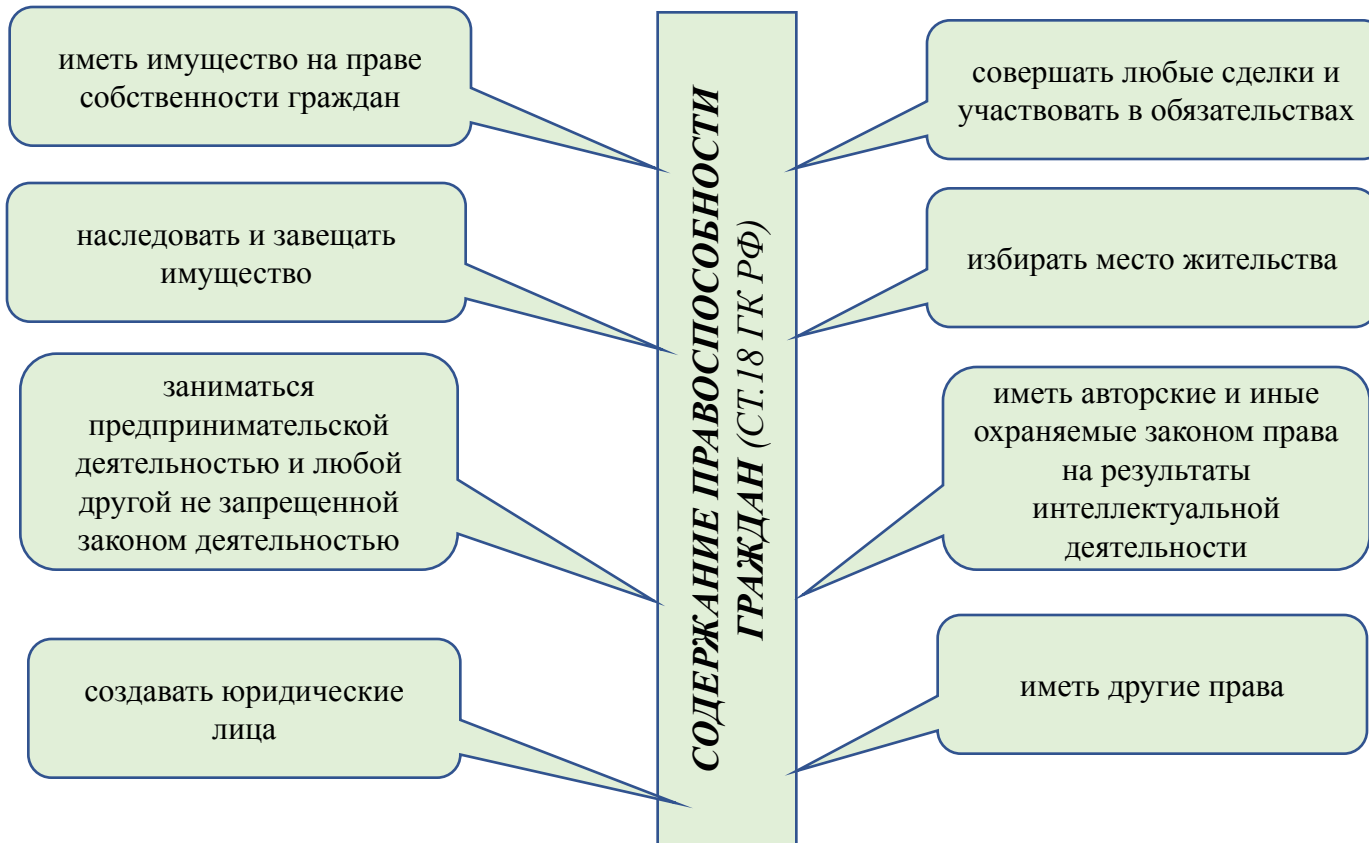 иметь имущество на праве
собственности граждан
наследовать и завещать
имущество
заниматься
предпринимательской
деятельностью и любой
другой не запрещенной
законом деятельностью
создавать юридические
лица
СОДЕРЖАНИЕ ПРАВОСПОСОБНОСТИ
ГРАЖДАН (СТ.18 ГК РФ)
совершать любые сделки и
участвовать в обязательствах
избирать место жительства
иметь авторские и иные
охраняемые законом права
на результаты
интеллектуальной
деятельности
иметь другие права